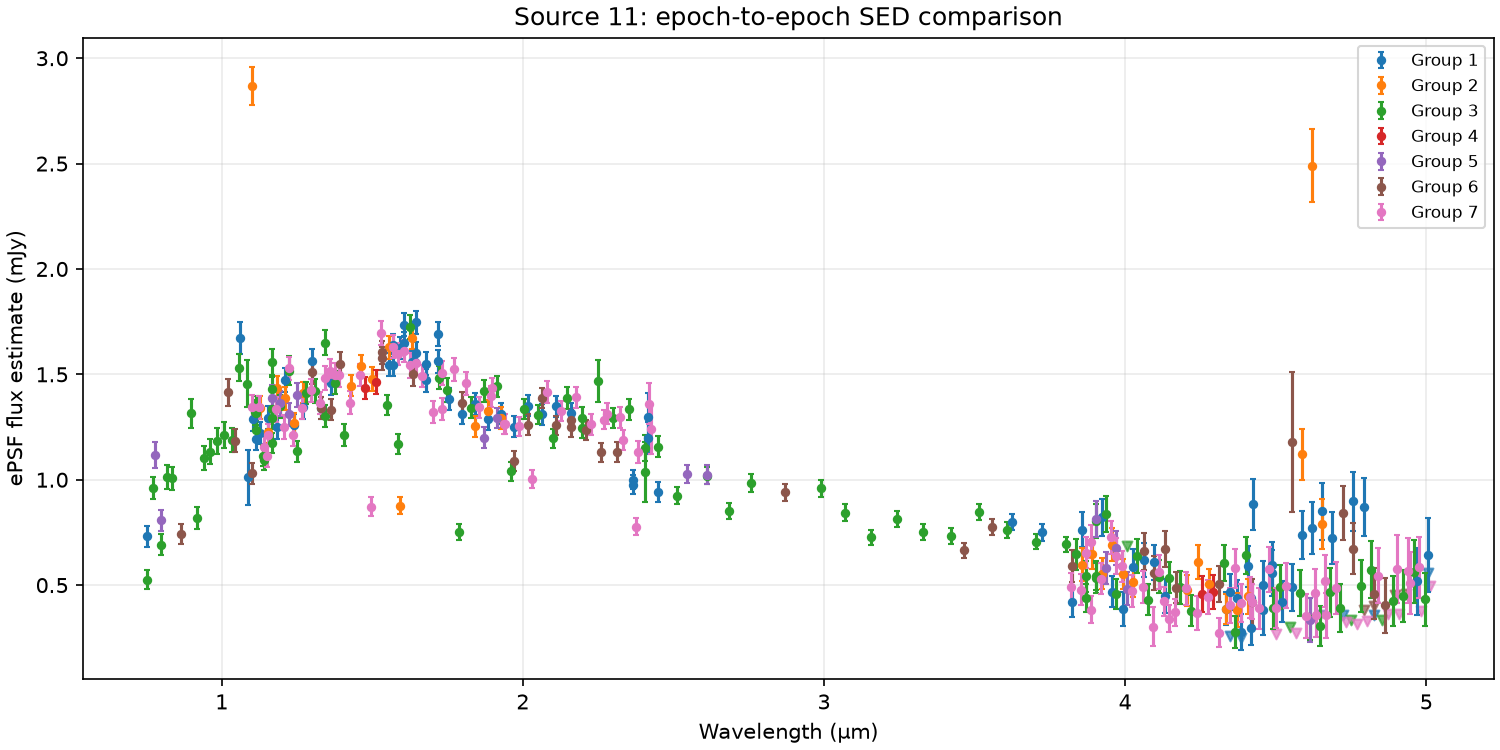 Source 11: epoch-to-epoch SED comparison
ePSF flux estimate (mJy)
3.0
2.5
2.0
1.5
1.0
0.5
Group 1
Group 2
Group 3
Group 4
Group 5
Group 6
Group 7
1
2
3
4
5
Wavelength (μm)